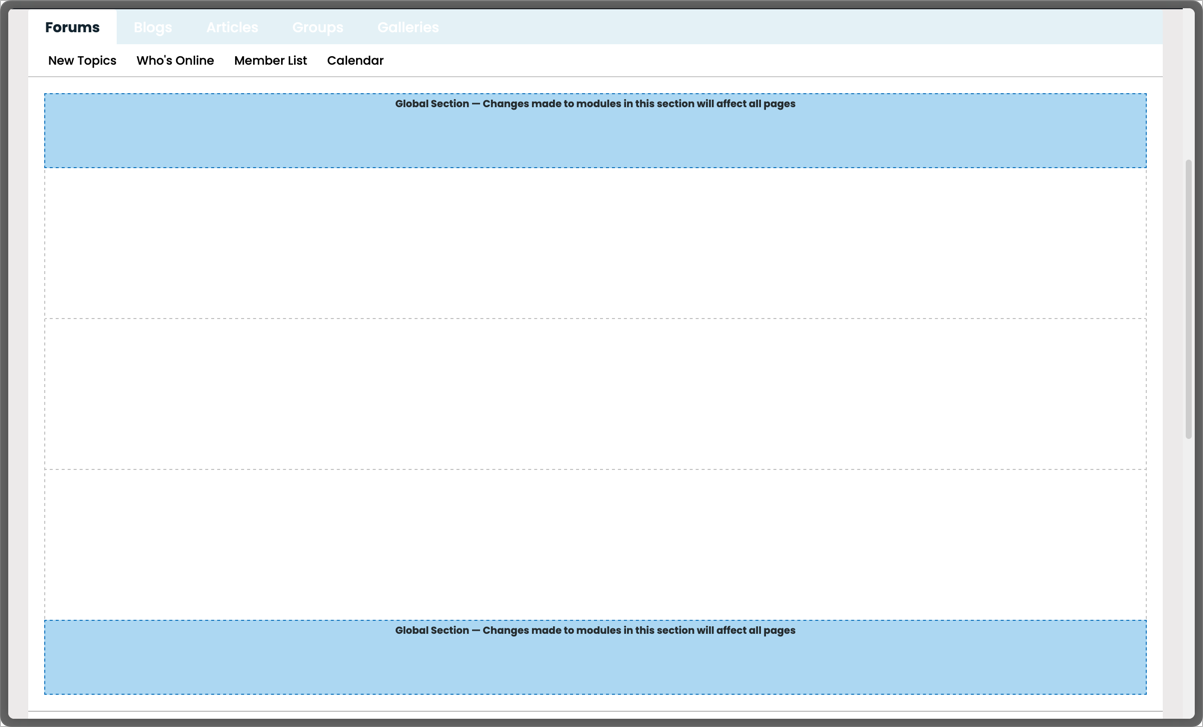 Forums Blogs Articles Groups Galleries
New Topics Who's Online Member List Calendar
Global Section — Changes made to modules in this section will affect all pages
Global Section — Changes made to modules in this section will affect all pages